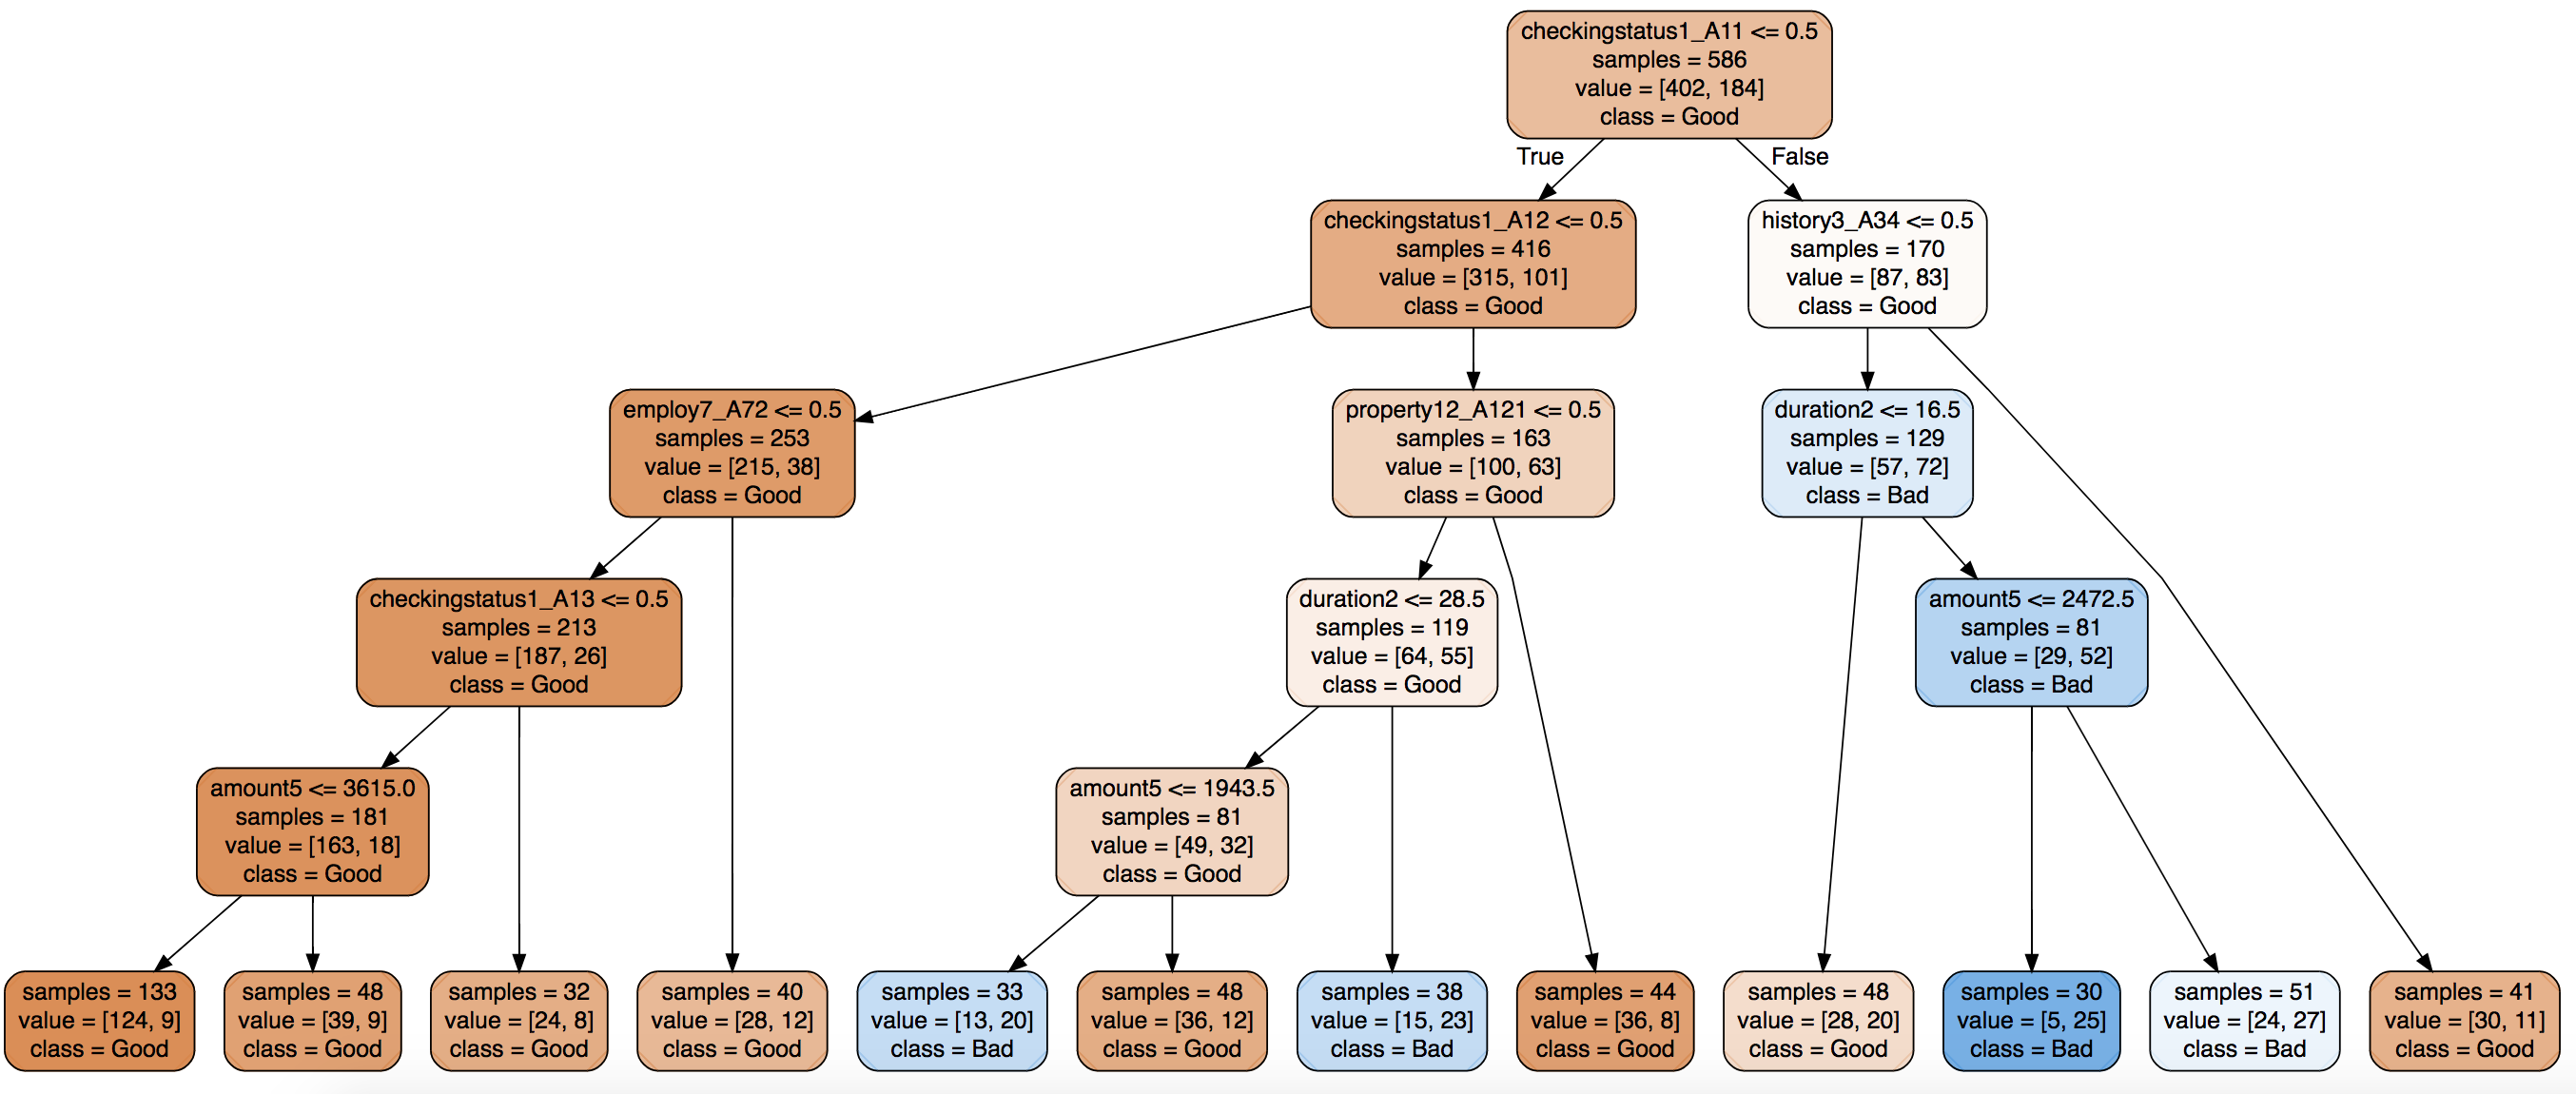 checkingstatus1_A11 <= 0.5
samples = 586
value = [402, 184]
class = Good
True
False
checkingstatus1_A12 <= 0.5
samples = 416
value = [315, 101]
class = Good
history3_A34 <= 0.5
samples = 170
value = [87, 83]
class = Good
employ7_A72 <= 0.5
samples = 253
value = [215, 38]
class = Good
property12_A121 <= 0.5
samples = 163
value = [100, 63]
class = Good
duration2 <= 16.5
samples = 129
value = [57, 72]
class = Bad
checkingstatus1_A13 <= 0.5
samples = 213
value = [187, 26]
class = Good
duration2 <= 28.5
samples = 119
value = [64, 55]
class = Good
amount5 <= 2472.5
samples = 81
value = [29, 52]
class = Bad
amount5 <= 3615.0
samples = 181
value = [163, 18]
class = Good
amount5 <= 1943.5
samples = 81
value = [49, 32]
class = Good
samples = 133
value = [124, 9]
class = Good
samples = 48
value = [39, 9]
class = Good
samples = 32
value = [24, 8]
class = Good
samples = 40
value = [28, 12]
class = Good
samples = 33
value = [13, 20]
class = Bad
samples = 48
value = [36, 12]
class = Good
samples = 38
value = [15, 23]
class = Bad
samples = 44
value = [36, 8]
class = Good
samples = 48
value = [28, 20]
class = Good
samples = 30
value = [5, 25]
class = Bad
samples = 51
value = [24, 27]
class = Bad
samples = 41
value = [30, 11]
class = Good